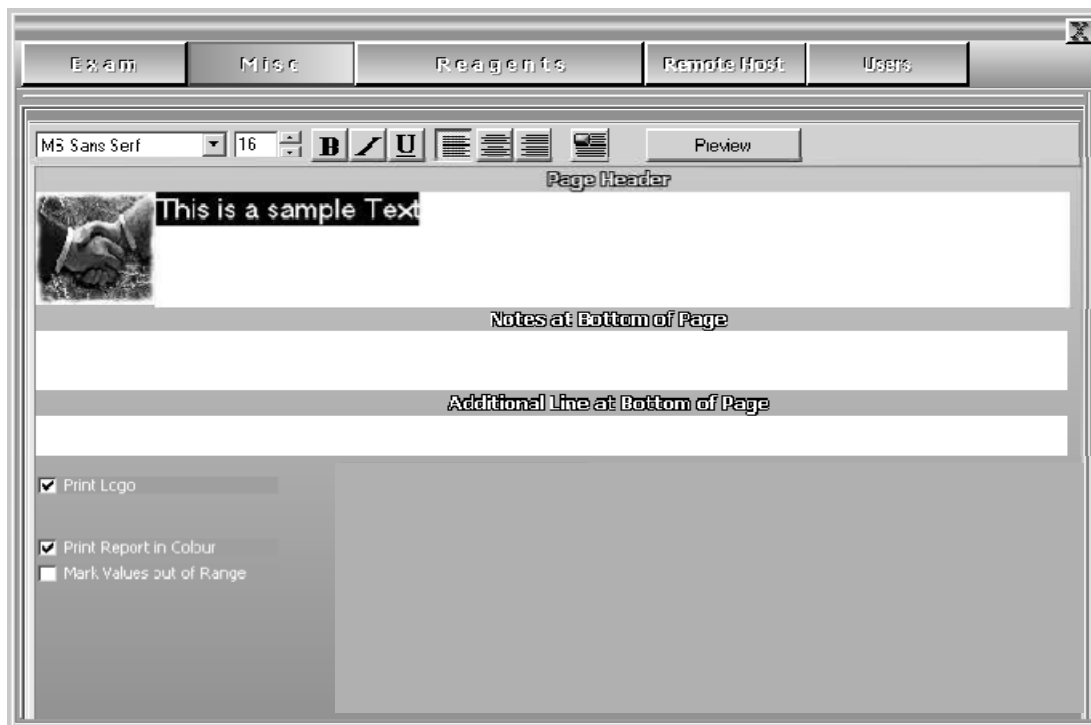 X
Exam Misc Reagents Remote Host Users
MS Sans Serif 16 B I U Preview
Page Header
This is a sample Text
Notes at Bottom of Page
Additional Line at Bottom of Page
Print Logo
Print Report in Colour
Mark Values out of Range